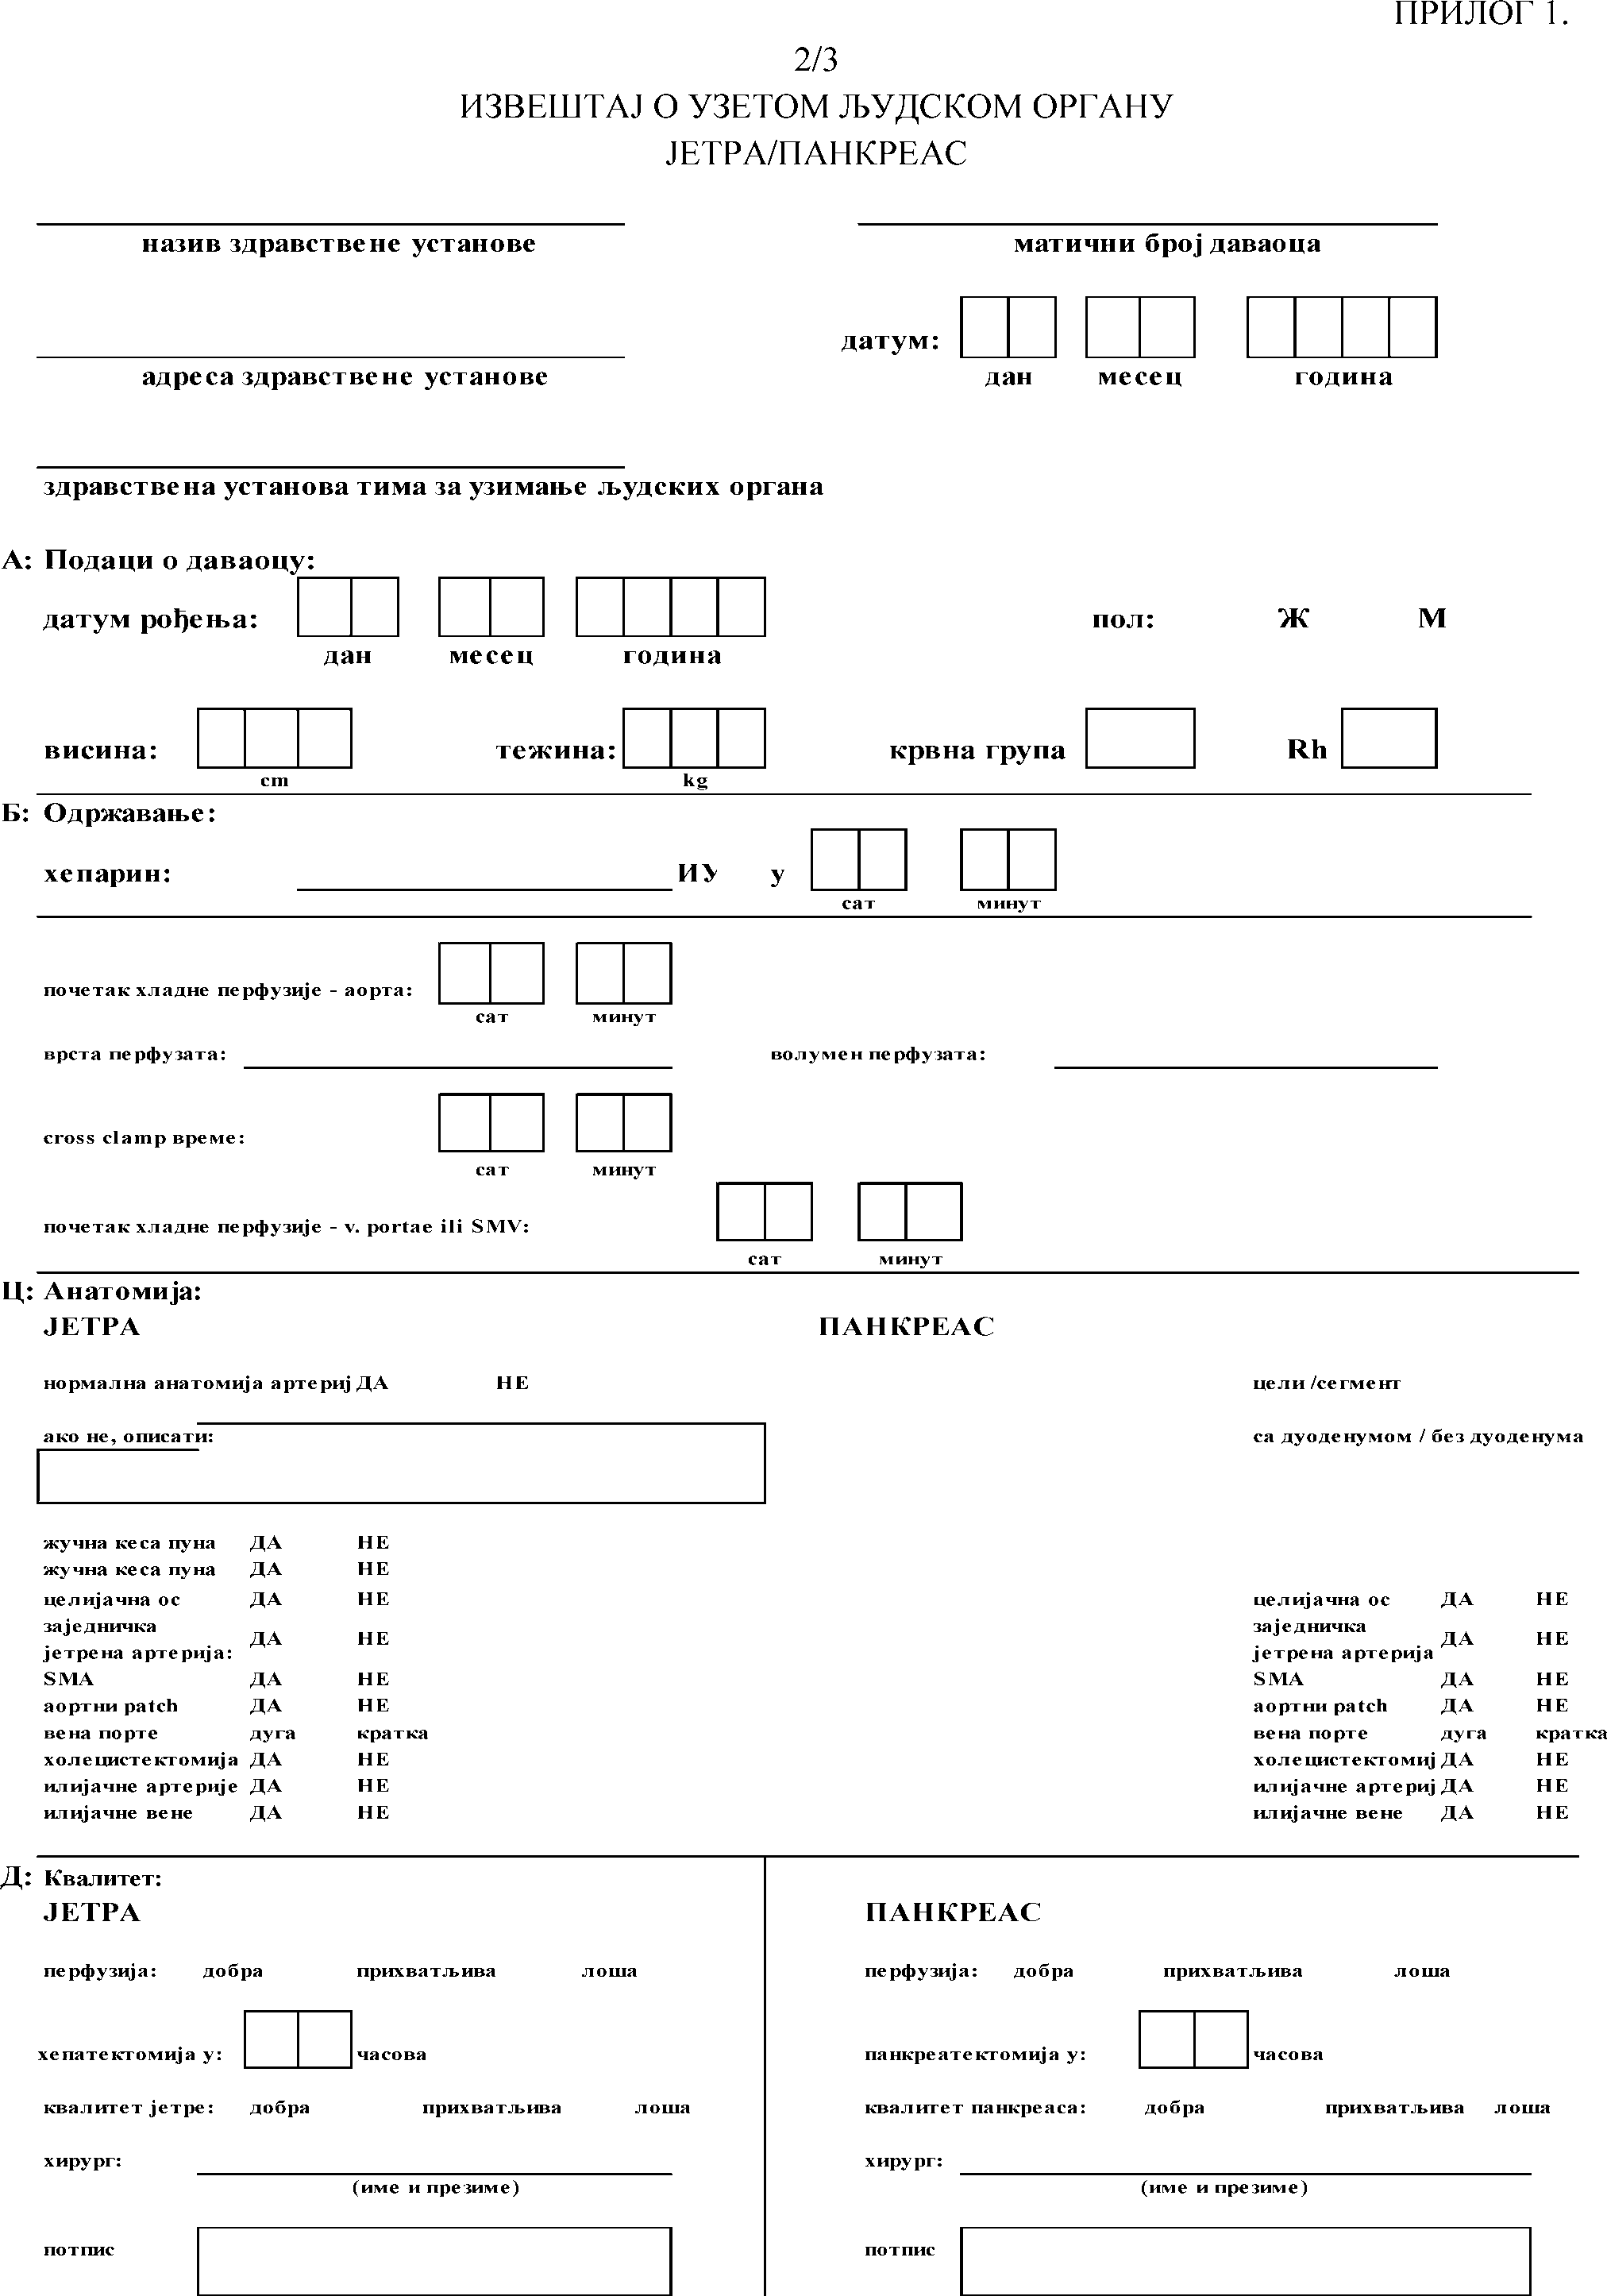 ПРИЛОГ 1.
2/3
ИЗВЕШТАЈ О УЗЕТОМ ЉУДСКОМ ОРГАНУ
ЈЕТРА/ПАНКРЕАС
назив здравствене установе матични број даваоца
датум:
адреса здравствене установе дан месец година
здравствена установа тима за узимање људских органа
А: Подаци о даваоцу:
датум рођења: пол: Ж М
дан месец година
висина: тежина: крвна група Rh
cm kg
Б: Одржавање:
хепарин: ИУ у
сат минут
почетак хладне перфузије - аорта:
сат минут
врста перфузата: волумен перфузата:
cross clamp време:
сат минут
почетак хладне перфузије - v. portae ili SMV:
сат минут
Ц: Анатомија:
ЈЕТРА ПАНКРЕАС
нормална анатомија артериј ДА НЕ цели /сегмент
ако не, описати: са дуоденумом / без дуоденума
жучна кеса пуна ДА НЕ
жучна кеса пуна ДА НЕ
целијачна ос ДА НЕ целијачна ос ДА НЕ
заједничка заједничка
јетрена артерија: ДА НЕ јетрена артерија ДА НЕ
SMA ДА НЕ SMA ДА НЕ
аортни patch ДА НЕ аортни patch ДА НЕ
вена порте дуга кратка вена порте дуга кратка
холецистектомија ДА НЕ холецистектомиј ДА НЕ
илијачне артерије ДА НЕ илијачне артериј ДА НЕ
илијачне вене ДА НЕ илијачне вене ДА НЕ
Д: Квалитет:
ЈЕТРА ПАНКРЕАС
перфузија: добра прихватљива лоша перфузија: добра прихватљива лоша
хепатектомија у: часова панкреатектомија у: часова
квалитет јетре: добра прихватљива лоша квалитет панкреаса: добра прихватљива лоша
хирург: хирург:
(име и презиме) (име и презиме)
потпис потпис